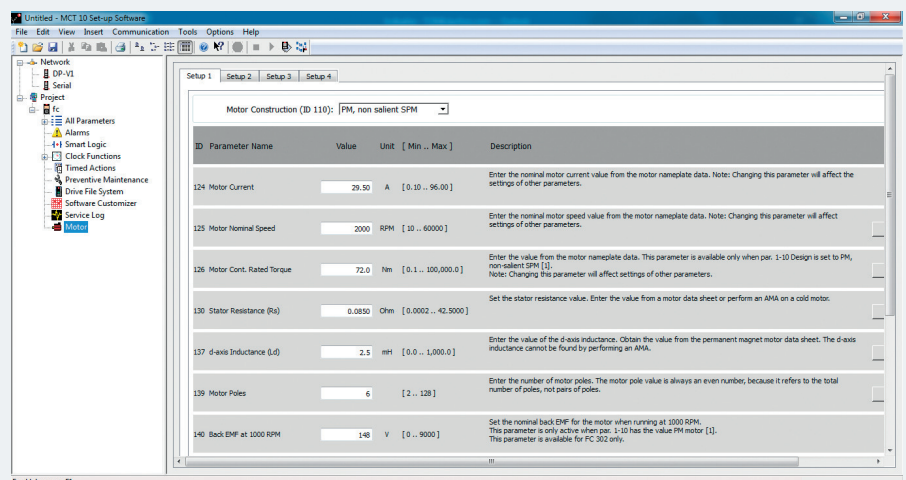 Untitled - MCT 10 Set-up Software
File Edit View Insert Communication Tools Options Help
Network
DP-V1
Serial
Project
fc
All Parameters
Alarms
Smart Logic
Clock Functions
Timed Actions
Preventive Maintenance
Drive File System
Software Customizer
Service Log
Motor
Setup 1 Setup 2 Setup 3 Setup 4
Motor Construction (ID 110): PM, non salient SPM
ID Parameter Name Value Unit [ Min .. Max ] Description
124 Motor Current 29.50 A [ 0.10 .. 96.00 ] Enter the nominal motor current value from the motor nameplate data. Note: Changing this parameter will affect the
settings of other parameters.
125 Motor Nominal Speed 2000 RPM [ 10 .. 60000 ] Enter the nominal motor speed value from the motor nameplate data. Note: Changing this parameter will affect
settings of other parameters.
126 Motor Cont. Rated Torque 72.0 Nm [ 0.1 .. 100,000.0 ] Enter the value from the motor nameplate data. This parameter is available only when par. 1-10 Design is set to PM,
non-salient SPM [1].
Note: Changing this parameter will affect settings of other parameters.
130 Stator Resistance (Rs) 0.0850 Ohm [ 0.0002 .. 42.5000 ] Set the stator resistance value. Enter the value from a motor data sheet or perform an AMA on a cold motor.
137 d-axis Inductance (Ld) 2.5 mH [ 0.0 .. 1,000.0 ] Enter the value of the d-axis inductance. Obtain the value from the permanent magnet motor data sheet. The d-axis
inductance cannot be found by performing an AMA.
139 Motor Poles 6 [ 2 .. 128 ] Enter the number of motor poles. The motor pole value is always an even number, because it refers to the total
number of poles, not pairs of poles.
140 Back EMF at 1000 RPM 148 V [ 0 .. 9000 ] Set the nominal back EMF for the motor when running at 1000 RPM.
This parameter is only active when par. 1-10 has the value PM motor [1].
This parameter is available for FC 302 only.